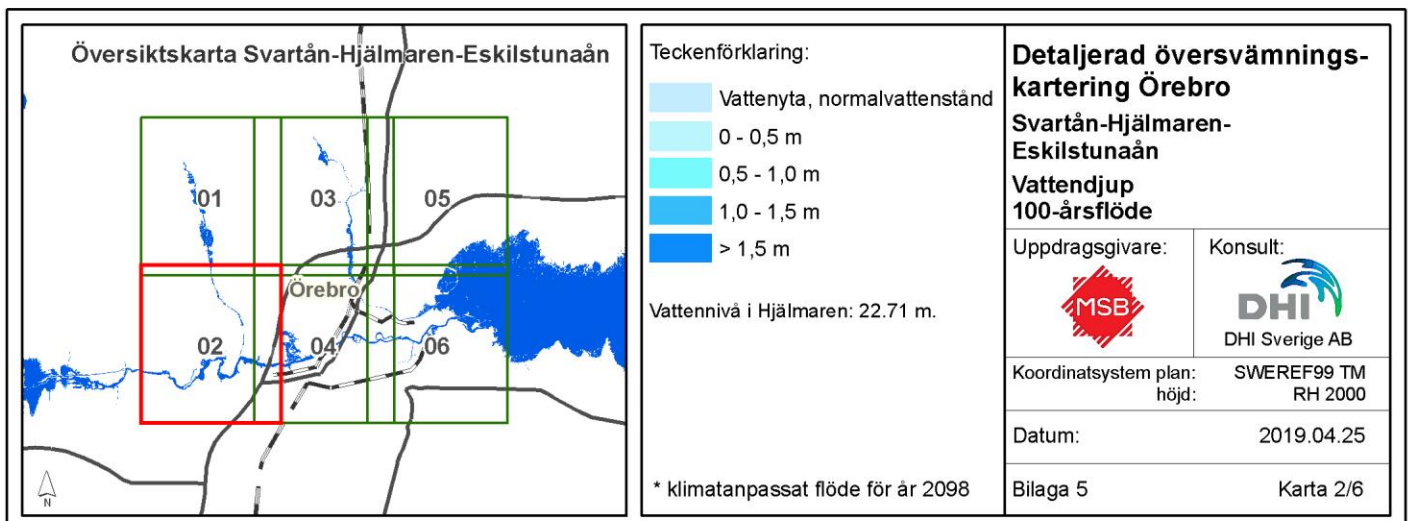 Översiktskarta Svartån-Hjälmaren-Eskilstunaån
01
03
05
Örebro
02
04
06
N
Teckenförklaring:
Vattenyta, normalvattenstånd
0 - 0,5 m
0,5 - 1,0 m
1,0 - 1,5 m
> 1,5 m
Vattennivå i Hjälmaren: 22.71 m.
* klimatanpassat flöde för år 2098
Detaljerad översvämnings-
kartering Örebro
Svartån-Hjälmaren-
Eskilstunaån
Vattendjup
100-årsflöde
Uppdragsgivare:
MSB
Konsult:
DHI
DHI Sverige AB
Koordinatsystem plan: SWEREF99 TM
höjd: RH 2000
Datum: 2019.04.25
Bilaga 5 Karta 2/6